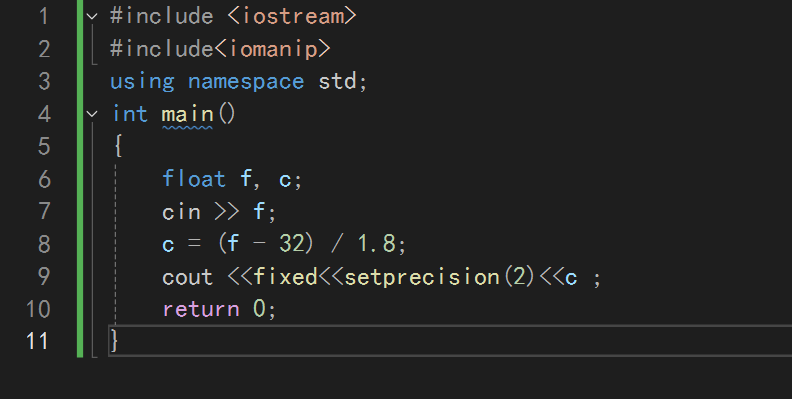 1 #include <iostream>
2 #include<iomanip>
3 using namespace std;
4 int main()
5 {
6 float f, c;
7 cin >> f;
8 c = (f - 32) / 1.8;
9 cout <<fixed<<setprecision(2)<<c ;
10 return 0;
11 }